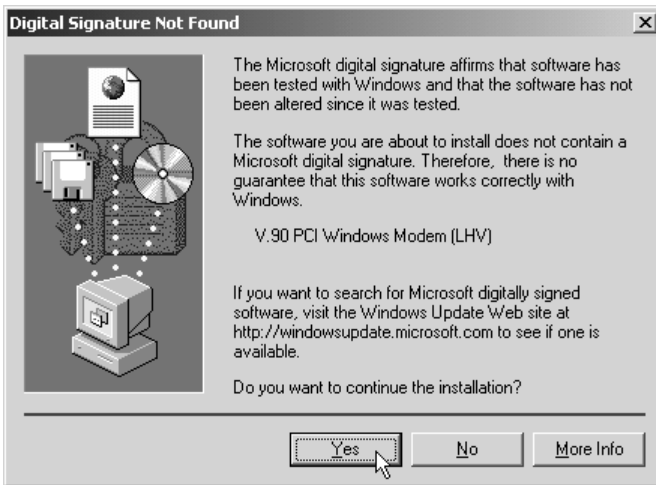 Digital Signature Not Found
The Microsoft digital signature affirms that software has
been tested with Windows and that the software has not
been altered since it was tested.
The software you are about to install does not contain a
Microsoft digital signature. Therefore, there is no
guarantee that this software works correctly with
Windows.
V.90 PCI Windows Modem (LHV)
If you want to search for Microsoft digitally signed
software, visit the Windows Update Web site at
http://windowsupdate.microsoft.com to see if one is
available.
Do you want to continue the installation?
Yes
No
More Info